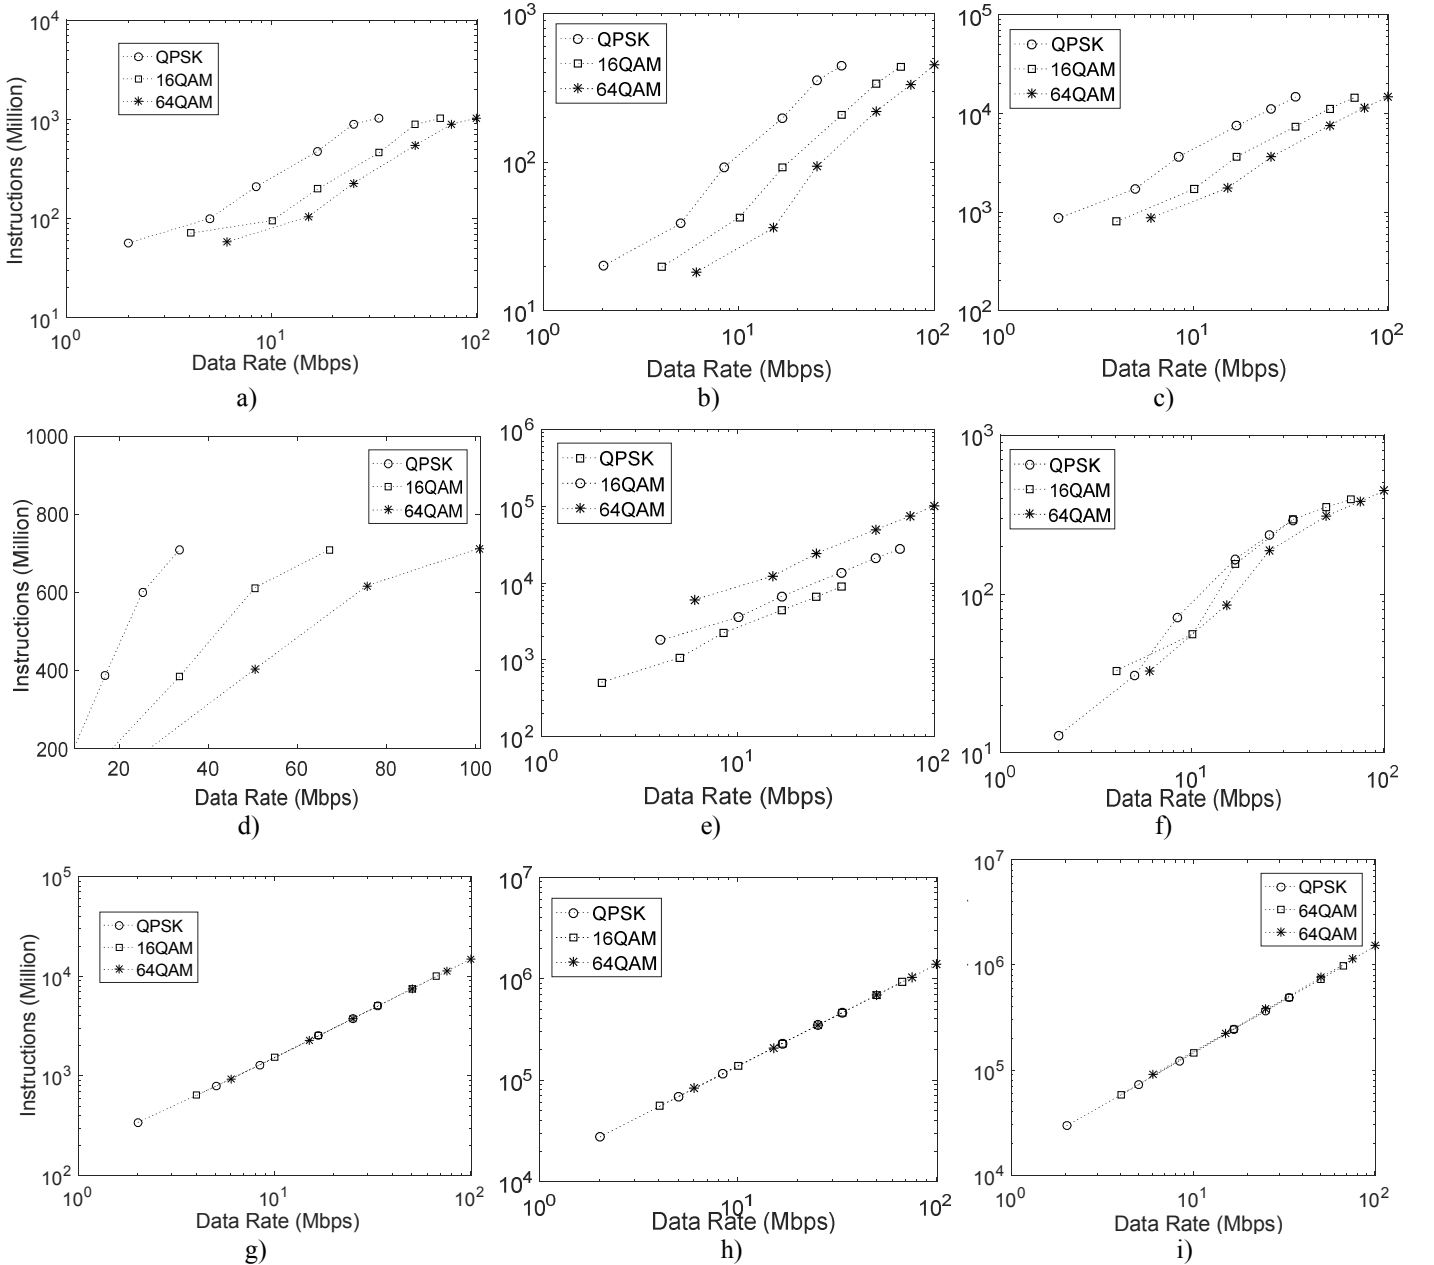 10^4
10^3
10^2
10^1
Instructions (Million)
QPSK
16QAM
64QAM
10^0
10^1
10^2
Data Rate (Mbps)
a)
10^3
10^2
10^1
QPSK
16QAM
64QAM
10^0
10^1
10^2
Data Rate (Mbps)
b)
10^5
10^4
10^3
10^2
QPSK
16QAM
64QAM
10^0
10^1
10^2
Data Rate (Mbps)
c)
1000
800
600
400
200
Instructions (Million)
QPSK
16QAM
64QAM
20 40 60 80 100
Data Rate (Mbps)
d)
10^6
10^5
10^4
10^3
10^2
QPSK
16QAM
64QAM
10^0
10^1
10^2
Data Rate (Mbps)
e)
10^3
10^2
10^1
QPSK
16QAM
64QAM
10^0
10^1
10^2
Data Rate (Mbps)
f)
10^5
10^4
10^3
10^2
Instructions (Million)
QPSK
16QAM
64QAM
10^0
10^1
10^2
Data Rate (Mbps)
g)
10^7
10^6
10^5
10^4
QPSK
16QAM
64QAM
10^0
10^1
10^2
Data Rate (Mbps)
h)
10^7
10^6
10^5
10^4
QPSK
64QAM
64QAM
10^0
10^1
10^2
Data Rate (Mbps)
i)